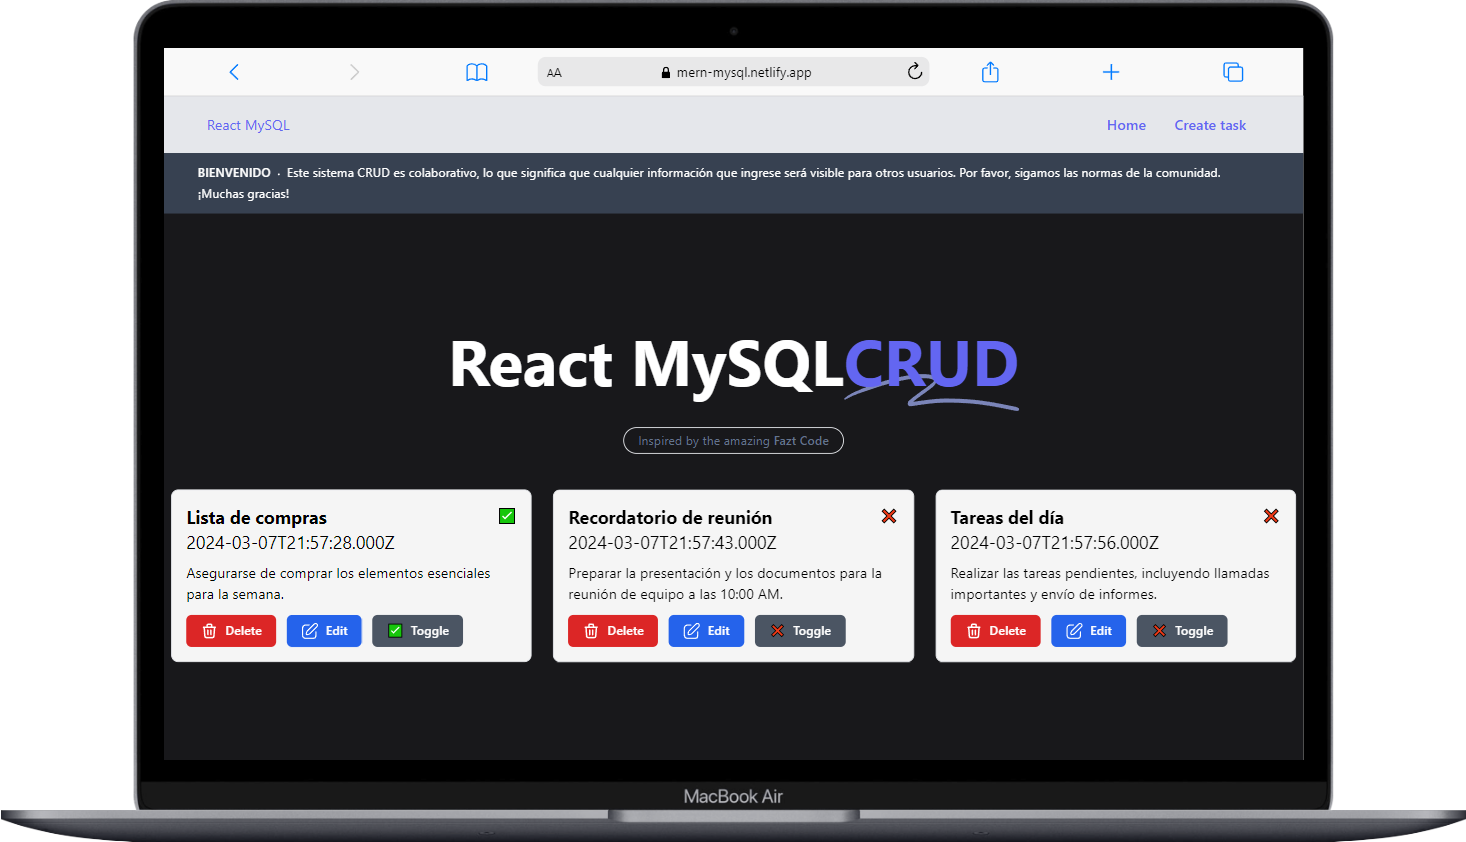 AA mern-mysql.netlify.app
React MySQL Home Create task
BIENVENIDO · Este sistema CRUD es colaborativo, lo que significa que cualquier información que ingrese será visible para otros usuarios. Por favor, sigamos las normas de la comunidad.
¡Muchas gracias!
React MySQLCRUD
Inspired by the amazing Fazt Code
Lista de compras
2024-03-07T21:57:28.000Z
Asegurarse de comprar los elementos esenciales
para la semana.
Delete Edit Toggle
Recordatorio de reunión
2024-03-07T21:57:43.000Z
Preparar la presentación y los documentos para la
reunión de equipo a las 10:00 AM.
Delete Edit Toggle
Tareas del día
2024-03-07T21:57:56.000Z
Realizar las tareas pendientes, incluyendo llamadas
importantes y envío de informes.
Delete Edit Toggle
MacBook Air